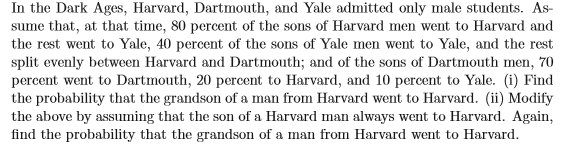 In the Dark Ages, Harvard, Dartmouth, and Yale admitted only male students. As-
sume that, at that time, 80 percent of the sons of Harvard men went to Harvard and
the rest went to Yale, 40 percent of the sons of Yale men went to Yale, and the rest
split evenly between Harvard and Dartmouth; and of the sons of Dartmouth men, 70
percent went to Dartmouth, 20 percent to Harvard, and 10 percent to Yale. (i) Find
the probability that the grandson of a man from Harvard went to Harvard. (ii) Modify
the above by assuming that the son of a Harvard man always went to Harvard. Again,
find the probability that the grandson of a man from Harvard went to Harvard.